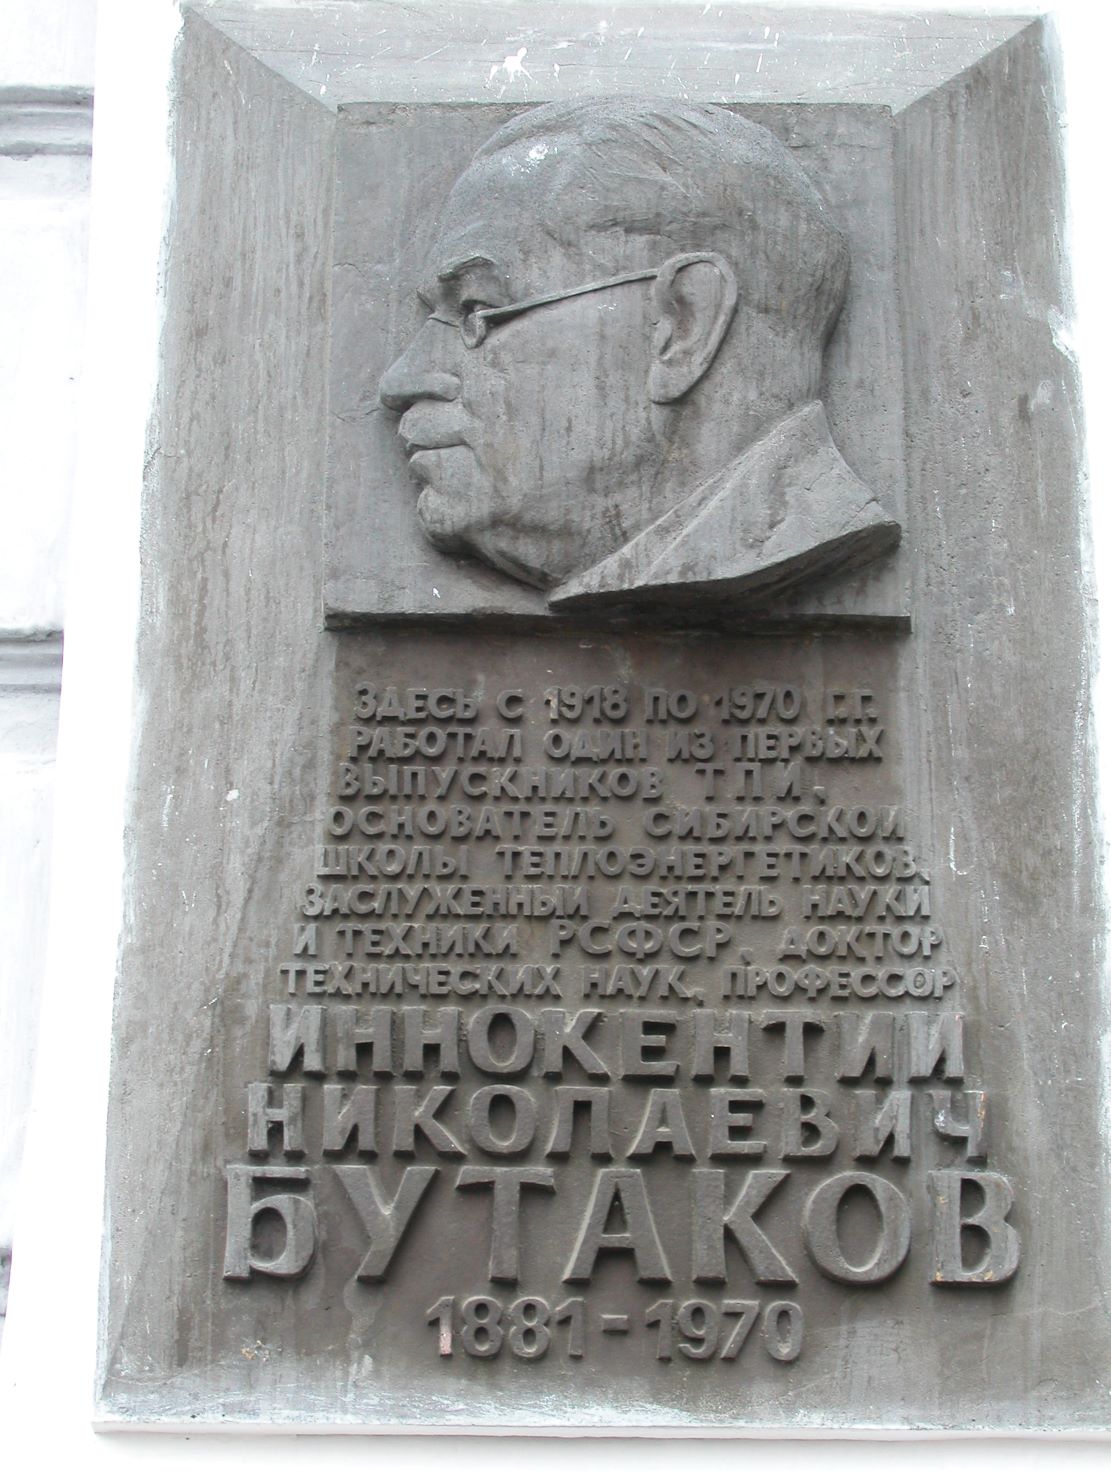 ЗДЕСЬ С 1918 ПО 1970 Г.Г.
РАБОТАЛ ОДИН ИЗ ПЕРВЫХ
ВЫПУСКНИКОВ ТПИ,
ОСНОВАТЕЛЬ СИБИРСКОЙ
ШКОЛЫ ТЕПЛОЭНЕРГЕТИКОВ,
ЗАСЛУЖЕННЫЙ ДЕЯТЕЛЬ НАУКИ
И ТЕХНИКИ РСФСР, ДОКТОР
ТЕХНИЧЕСКИХ НАУК, ПРОФЕССОР
ИННОКЕНТИЙ
НИКОЛАЕВИЧ
БУТАКОВ
1881-1970